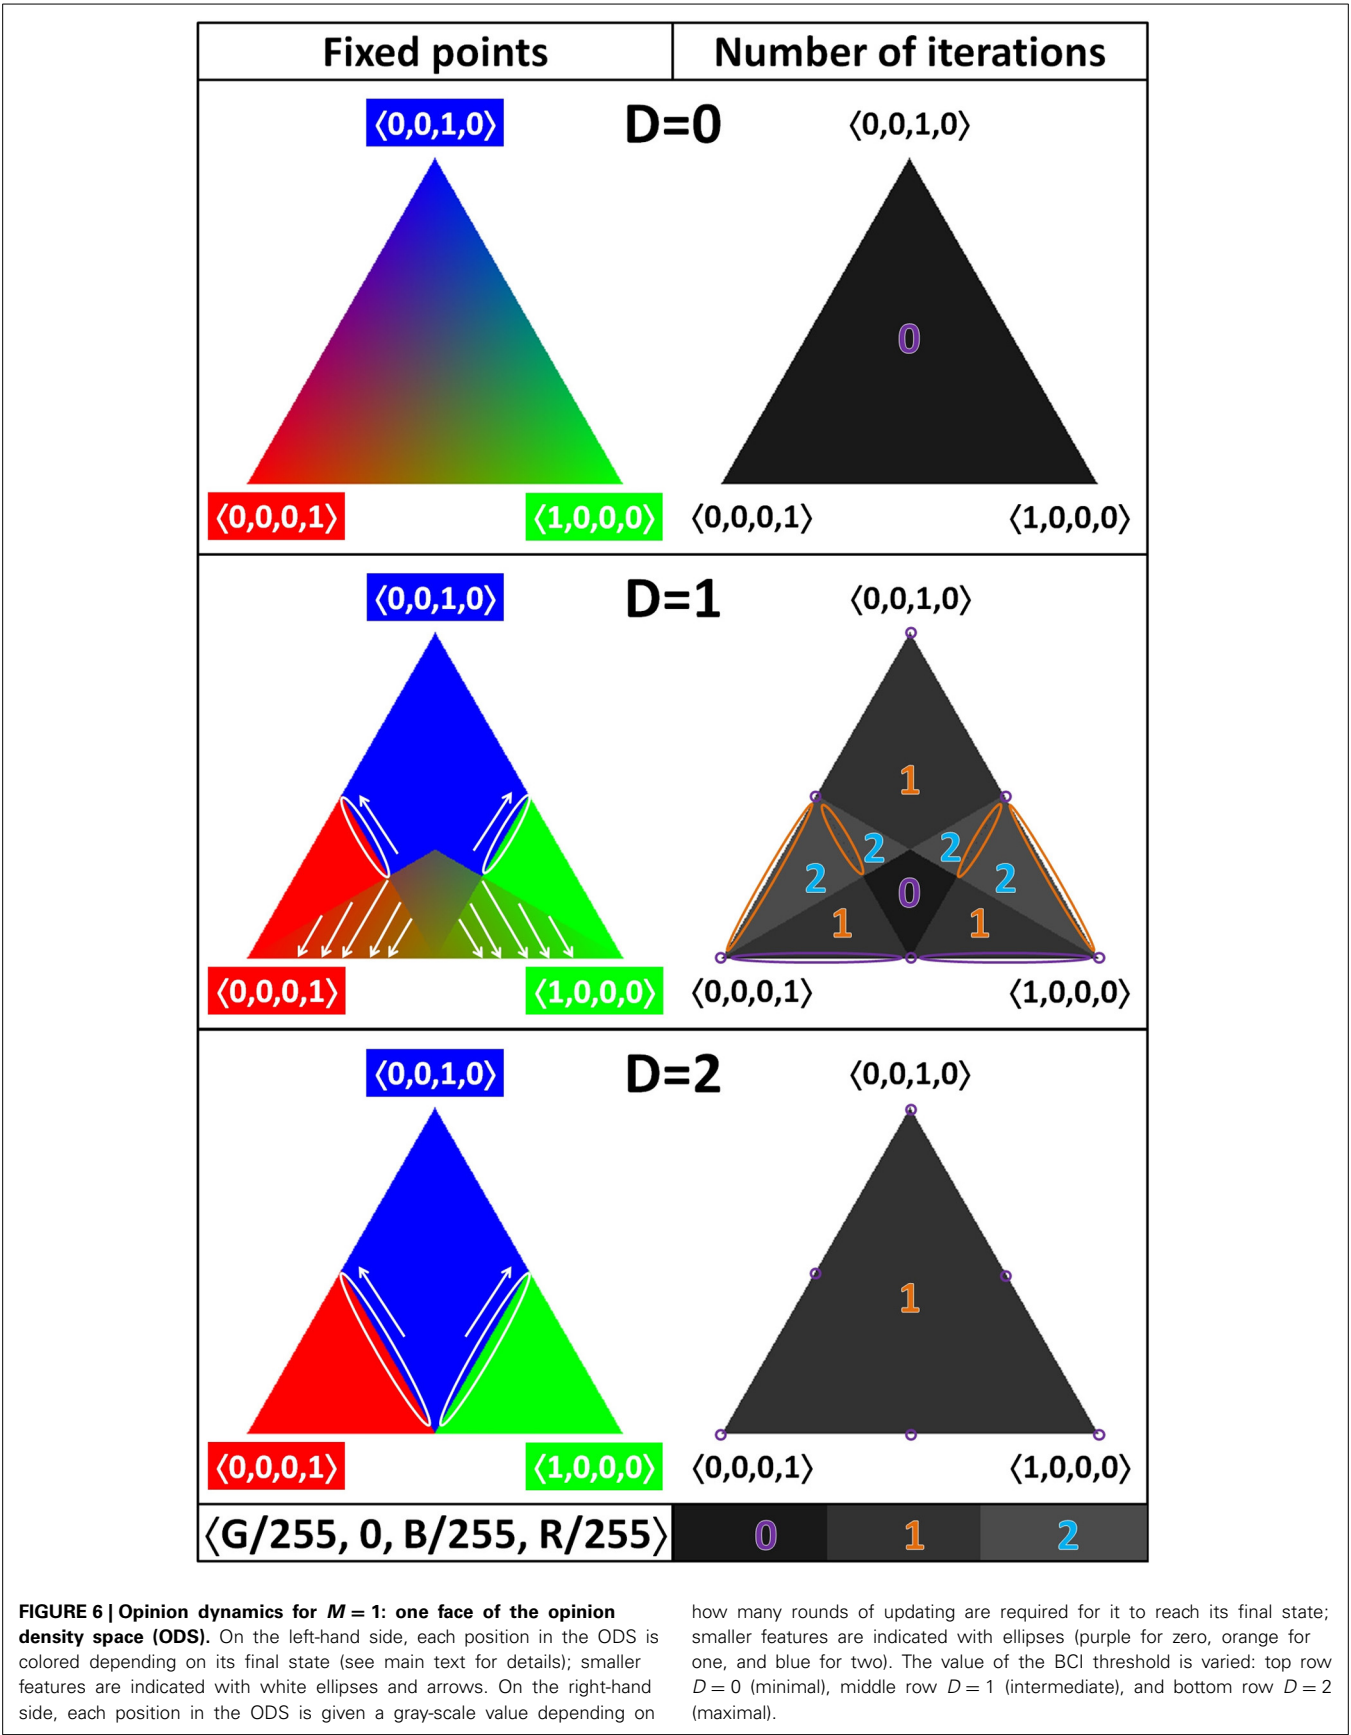 Fixed points
Number of iterations
D=0
⟨0,0,1,0⟩
⟨0,0,1,0⟩
0
⟨0,0,0,1⟩
⟨1,0,0,0⟩
⟨0,0,0,1⟩
⟨1,0,0,0⟩
D=1
⟨0,0,1,0⟩
⟨0,0,1,0⟩
1
2
2
2
0
2
1
1
⟨0,0,0,1⟩
⟨1,0,0,0⟩
⟨0,0,0,1⟩
⟨1,0,0,0⟩
D=2
⟨0,0,1,0⟩
⟨0,0,1,0⟩
1
⟨0,0,0,1⟩
⟨1,0,0,0⟩
⟨0,0,0,1⟩
⟨1,0,0,0⟩
⟨G/255, 0, B/255, R/255⟩
0
1
2
FIGURE 6 | Opinion dynamics for M = 1: one face of the opinion
density space (ODS). On the left-hand side, each position in the ODS is
colored depending on its final state (see main text for details); smaller
features are indicated with white ellipses and arrows. On the right-hand
side, each position in the ODS is given a gray-scale value depending on
how many rounds of updating are required for it to reach its final state;
smaller features are indicated with ellipses (purple for zero, orange for
one, and blue for two). The value of the BCI threshold is varied: top row
D = 0 (minimal), middle row D = 1 (intermediate), and bottom row D = 2
(maximal).